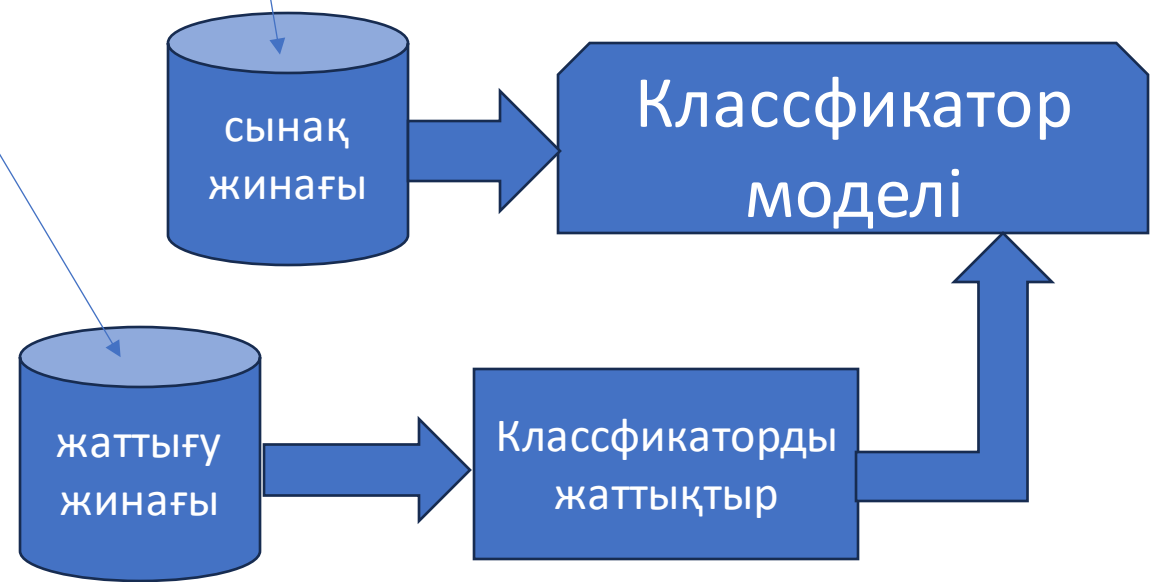 сынақ
жинағы
Классфикатор
моделі
жаттығу
жинағы
Классфикаторды
жаттықтыр